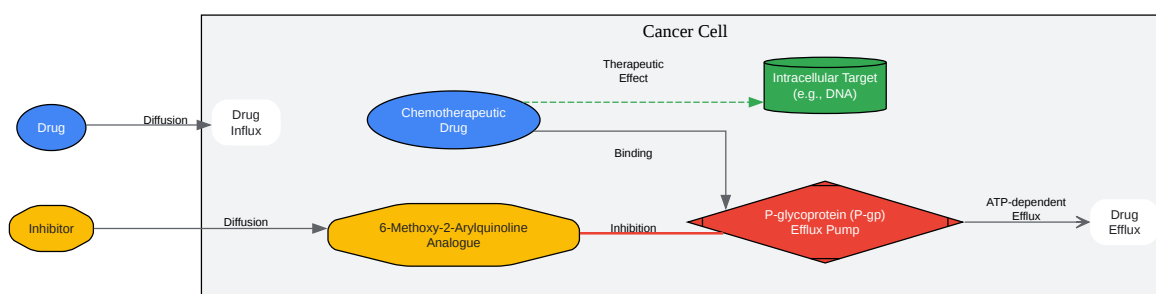 Cancer Cell
Therapeutic
Effect
Intracellular Target
(e.g., DNA)
Drug
Diffusion
Drug
Influx
Chemotherapeutic
Drug
Binding
Inhibitor
Diffusion
6-Methoxy-2-Arylquinoline
Analogue
Inhibition
P-glycoprotein (P-gp)
Efflux Pump
ATP-dependent
Efflux
Drug
Efflux